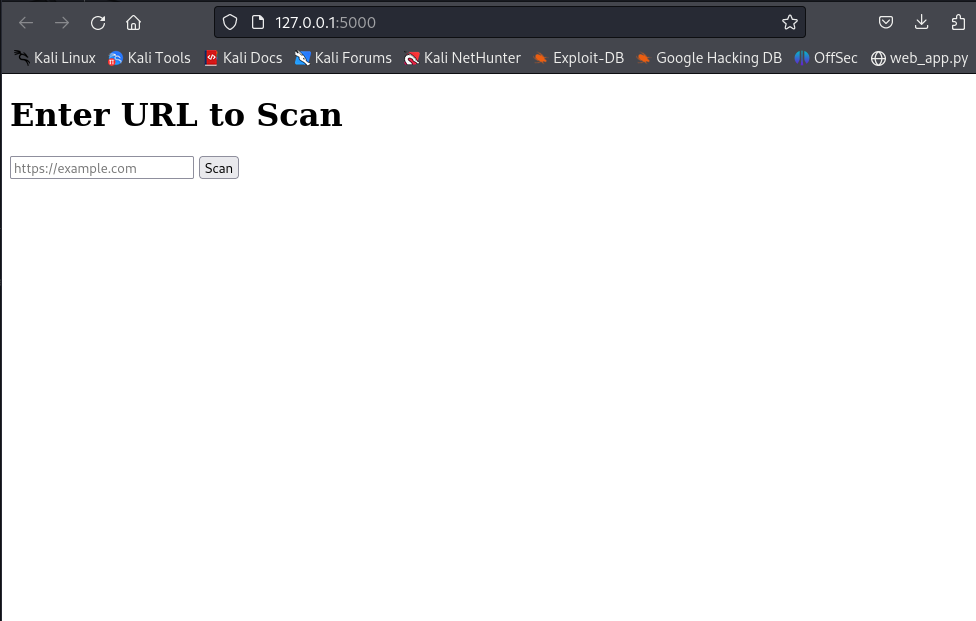 127.0.0.1:5000
Kali Linux Kali Tools Kali Docs Kali Forums Kali NetHunter Exploit-DB Google Hacking DB OffSec web_app.py
Enter URL to Scan
https://example.com Scan